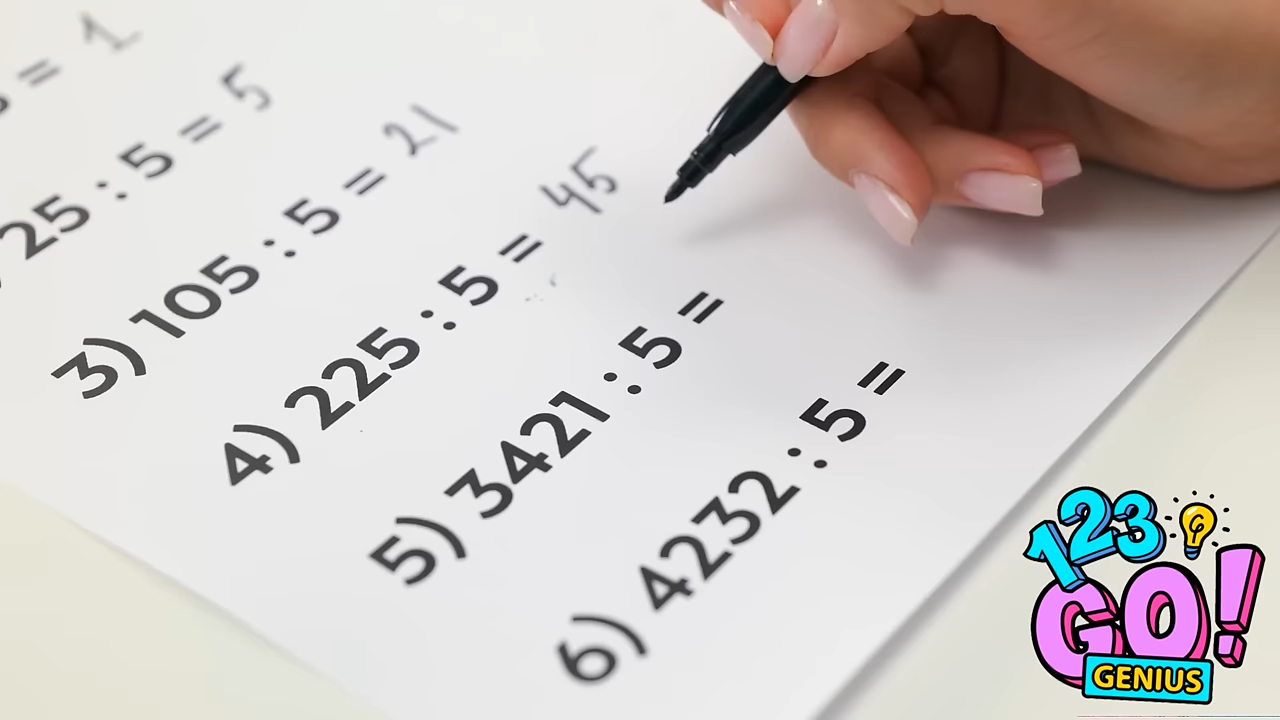 = 1
25 : 5 = 5
3) 105 : 5 = 21
4) 225 : 5 = 45
5) 3421 : 5 =
6) 4232 : 5 =
123
GO!
GENIUS